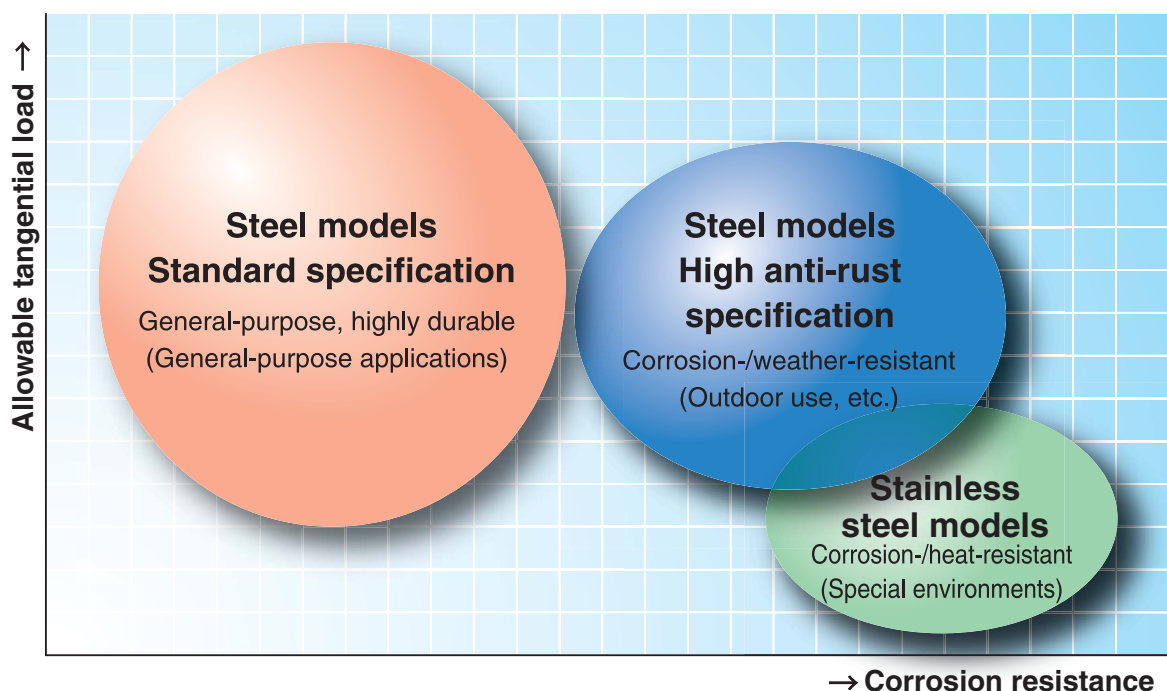 Allowable tangential load →
Steel models
Standard specification
General-purpose, highly durable
(General-purpose applications)
Steel models
High anti-rust
specification
Corrosion-/weather-resistant
(Outdoor use, etc.)
Stainless
steel models
Corrosion-/heat-resistant
(Special environments)
→ Corrosion resistance